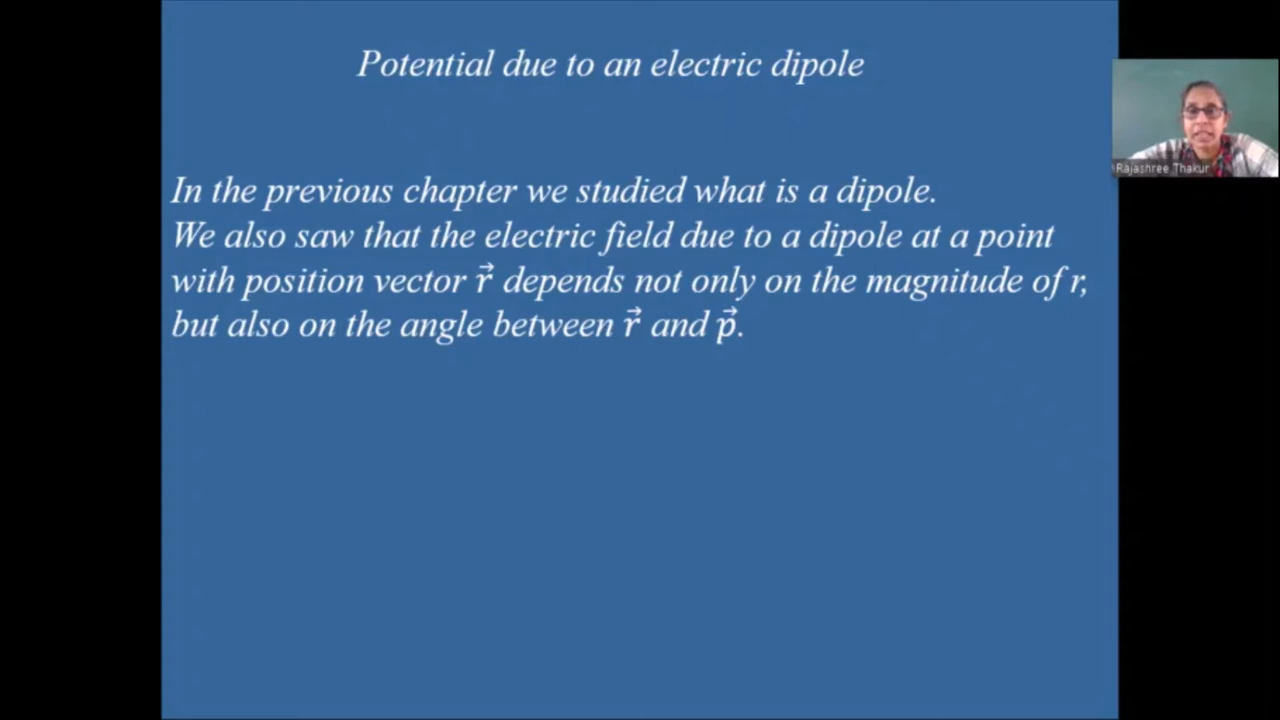 Potential due to an electric dipole
In the previous chapter we studied what is a dipole.
We also saw that the electric field due to a dipole at a point
with position vector r⃗ depends not only on the magnitude of r,
but also on the angle between r⃗ and p⃗.
Rajashree Thakur